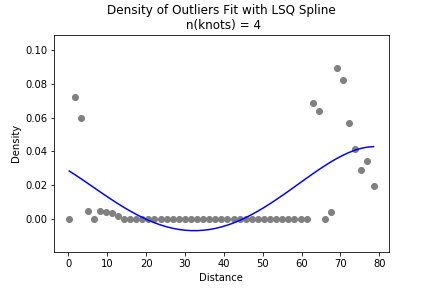 Density of Outliers Fit with LSQ Spline
n(knots) = 4
0.10
0.08
0.06
0.04
0.02
0.00
Density
0 10 20 30 40 50 60 70 80
Distance